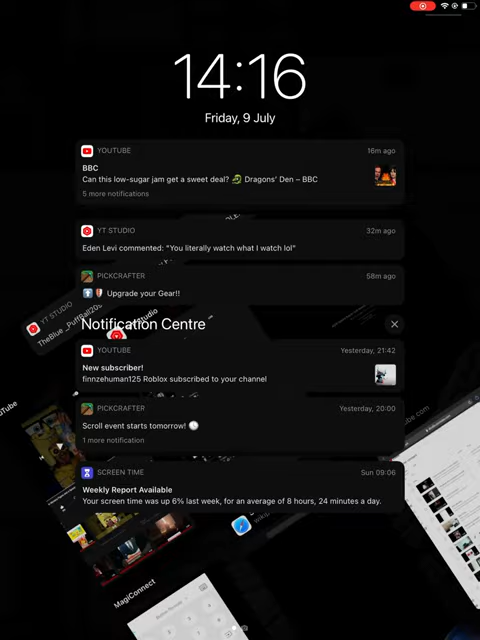 14:16
Friday, 9 July
YOUTUBE 16m ago
BBC
Can this low-sugar jam get a sweet deal? 🐉 Dragons' Den – BBC
5 more notifications
YT STUDIO 32m ago
Eden Levi commented: "You literally watch what I watch lol"
PICKCRAFTER 58m ago
⬆️🛡️ Upgrade your Gear!!
YT STUDIO
Notification Centre
YOUTUBE Yesterday, 21:42
New subscriber!
finnzehuman125 Roblox subscribed to your channel
PICKCRAFTER Yesterday, 20:00
Scroll event starts tomorrow! 🕓
1 more notification
SCREEN TIME Sun 09:06
Weekly Report Available
Your screen time was up 6% last week, for an average of 8 hours, 24 minutes a day.
MagiConnect